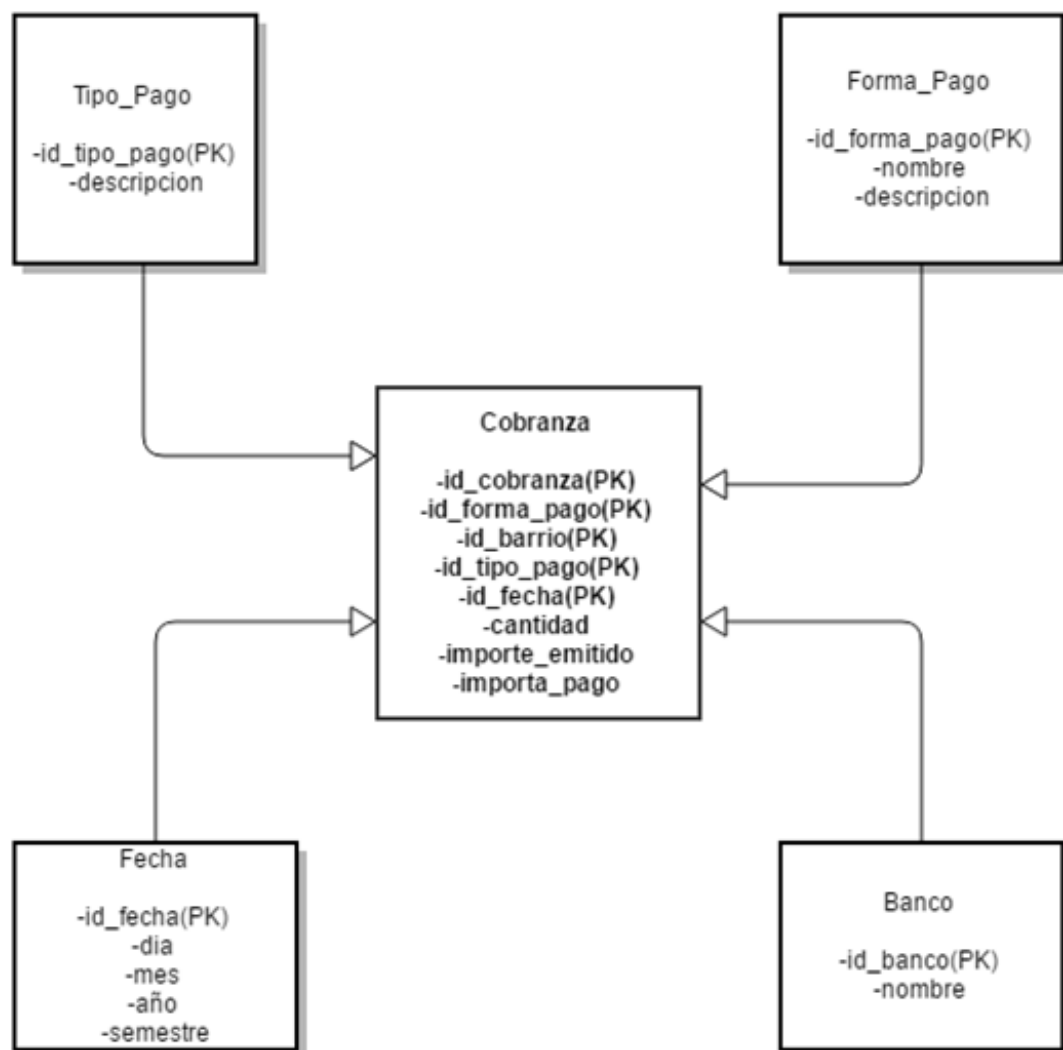 Tipo_Pago
-id_tipo_pago(PK)
-descripcion
Forma_Pago
-id_forma_pago(PK)
-nombre
-descripcion
Cobranza
-id_cobranza(PK)
-id_forma_pago(PK)
-id_barrio(PK)
-id_tipo_pago(PK)
-id_fecha(PK)
-cantidad
-importe_emitido
-importa_pago
Fecha
-id_fecha(PK)
-dia
-mes
-año
-semestre
Banco
-id_banco(PK)
-nombre